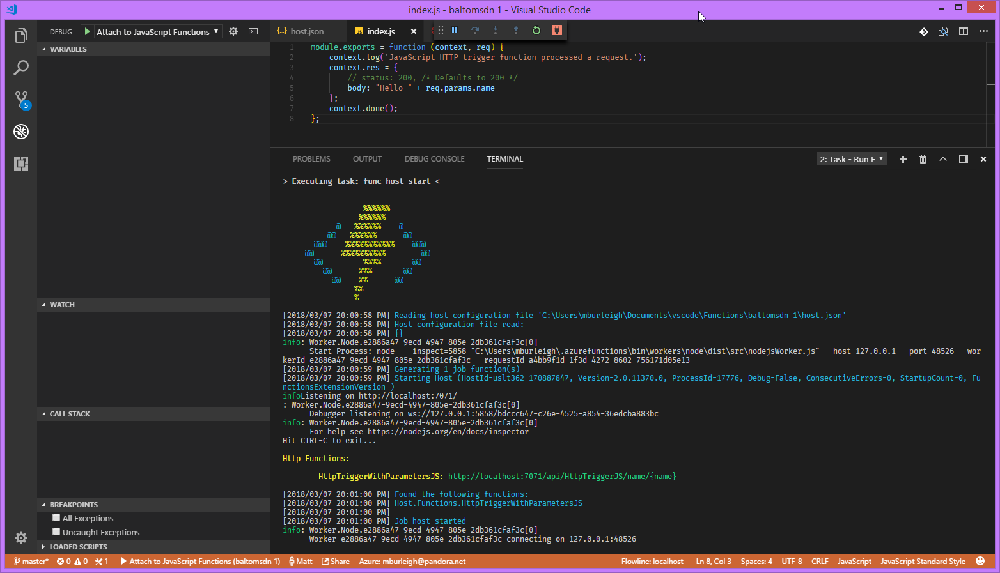 index.js - baltomsdn 1 - Visual Studio Code
DEBUG Attach to JavaScript Functions
host.json
JS index.js
VARIABLES
1 module.exports = function (context, req) {
2 context.log('JavaScript HTTP trigger function processed a request.');
3 context.res = {
4 // status: 200, /* Defaults to 200 */
5 body: "Hello " + req.params.name
6 };
7 context.done();
8 };
5
PROBLEMS OUTPUT DEBUG CONSOLE TERMINAL
2: Task - Run F
> Executing task: func host start <
%%%%%%
%%%%%%
@ %%%%%% @
@@ %%%%%% @@
@@@ %%%%%%%%%%% @@@
@@ %%%%%%%%%% @@
@@ %%%% @@
@@ %%% @@
@@ %% @@
%%
%
WATCH
[2018/03/07 20:00:58 PM] Reading host configuration file 'C:\Users\mburleigh\Documents\vscode\Functions\baltomsdn 1\host.json'
[2018/03/07 20:00:58 PM] Host configuration file read:
[2018/03/07 20:00:58 PM] {}
info: Worker.Node.e2886a47-9ecd-4947-805e-2db361cfaf3c[0]
Start Process: node --inspect=5858 "C:\Users\mburleigh\.azurefunctions\bin\workers\node\dist\src\nodejsWorker.js" --host 127.0.0.1 --port 48526 --wor
kerId e2886a47-9ecd-4947-805e-2db361cfaf3c --requestId a4bb9f1d-1f3d-4272-8602-756171d05e13
[2018/03/07 20:00:59 PM] Generating 1 job function(s)
[2018/03/07 20:00:59 PM] Starting Host (HostId=uslt362-170887847, Version=2.0.11370.0, ProcessId=17776, Debug=False, ConsecutiveErrors=0, StartupCount=0, Fu
nctionsExtensionVersion=)
infoListening on http://localhost:7071/
: Worker.Node.e2886a47-9ecd-4947-805e-2db361cfaf3c[0]
Debugger listening on ws://127.0.0.1:5858/bdccc647-c26e-4525-a854-36edcba883bc
info: Worker.Node.e2886a47-9ecd-4947-805e-2db361cfaf3c[0]
For help see https://nodejs.org/en/docs/inspector
Hit CTRL-C to exit...
CALL STACK
Http Functions:
HttpTriggerWithParametersJS: http://localhost:7071/api/HttpTriggerJS/name/{name}
[2018/03/07 20:01:00 PM] Found the following functions:
[2018/03/07 20:01:00 PM] Host.Functions.HttpTriggerWithParametersJS
[2018/03/07 20:01:00 PM]
[2018/03/07 20:01:00 PM] Job host started
info: Worker.Node.e2886a47-9ecd-4947-805e-2db361cfaf3c[0]
Worker e2886a47-9ecd-4947-805e-2db361cfaf3c connecting on 127.0.0.1:48526
BREAKPOINTS
All Exceptions
Uncaught Exceptions
LOADED SCRIPTS
master* 0 0 1 Attach to JavaScript Functions (baltomsdn 1) Matt Share Azure: mburleigh@pandora.net Flowline: localhost Ln 8, Col 3 Spaces: 4 UTF-8 CRLF JavaScript JavaScript Standard Style